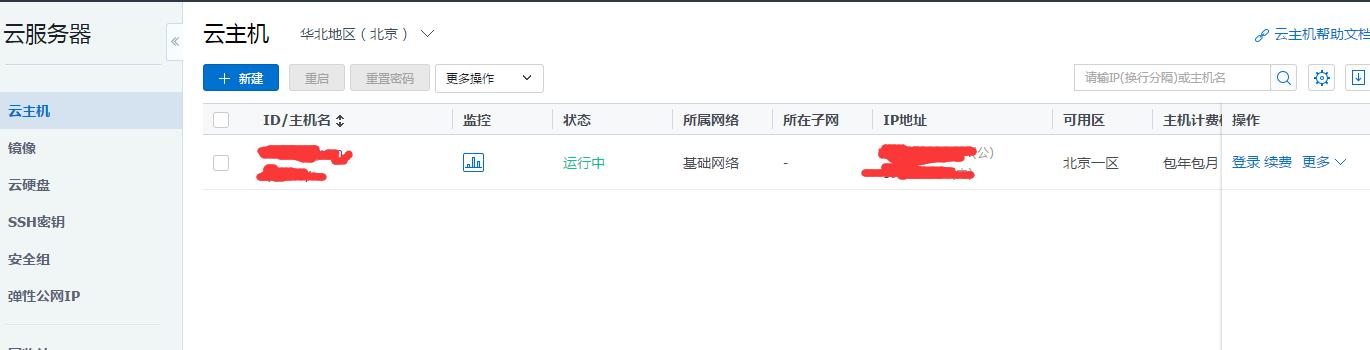 云服务器
云主机
华北地区（北京）
云主机帮助文档
新建
重启
重置密码
更多操作
请输IP(换行分隔)或主机名
云主机
镜像
云硬盘
SSH密钥
安全组
弹性公网IP
ID/主机名
监控
状态
所属网络
所在子网
IP地址
可用区
主机计费
操作
运行中
基础网络
-
(公)
北京一区
包年包月
登录 续费 更多